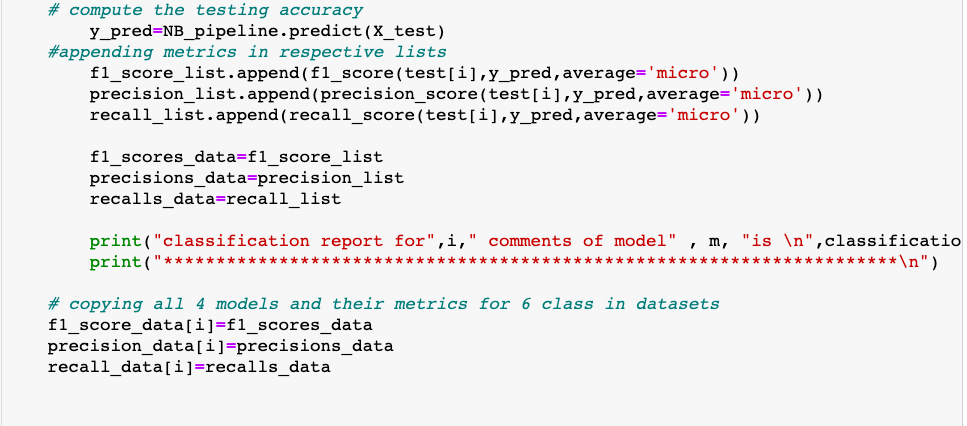 # compute the testing accuracy
y_pred=NB_pipeline.predict(X_test)
#appending metrics in respective lists
f1_score_list.append(f1_score(test[i],y_pred,average='micro'))
precision_list.append(precision_score(test[i],y_pred,average='micro'))
recall_list.append(recall_score(test[i],y_pred,average='micro'))
f1_scores_data=f1_score_list
precisions_data=precision_list
recalls_data=recall_list
print("classification report for",i," comments of model" , m, "is \n",classificatio
print("**********************************************************************\n")
# copying all 4 models and their metrics for 6 class in datasets
f1_score_data[i]=f1_scores_data
precision_data[i]=precisions_data
recall_data[i]=recalls_data